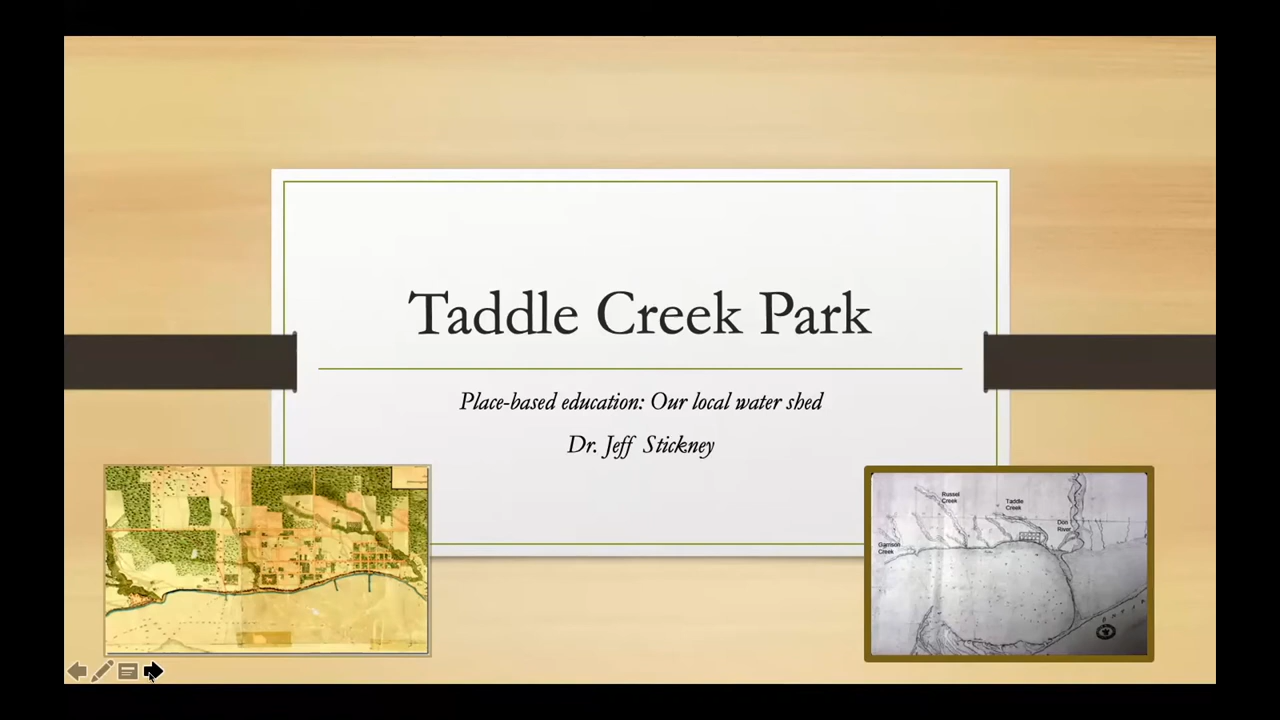 Taddle Creek Park
Place-based education: Our local water shed
Dr. Jeff Stickney
Russel
Creek
Taddle
Creek
Don
River
Garrison
Creek